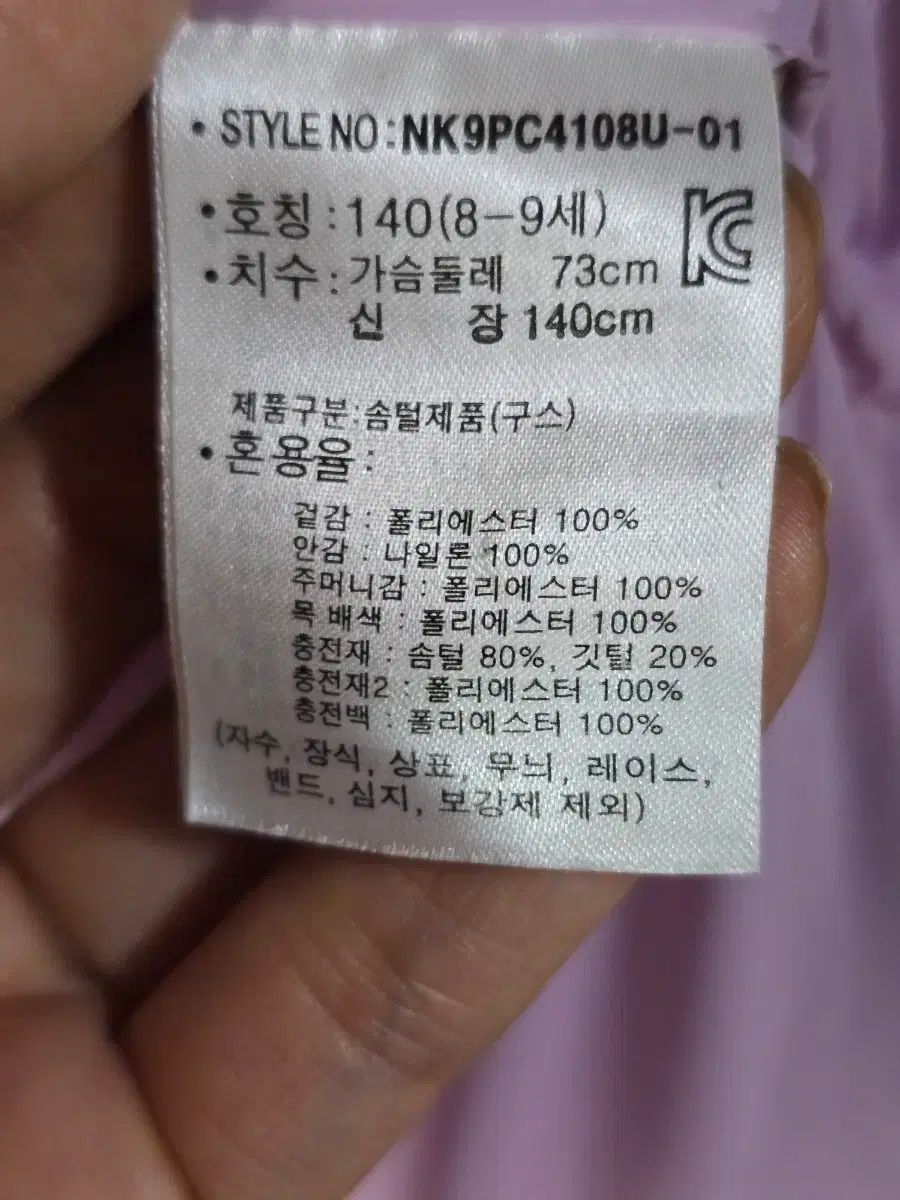 • STYLE NO:NK9PC4108U-01
• 호칭 : 140(8-9세)
KC
• 치수 : 가슴둘레 73cm
신 장 140cm
제품구분:솜털제품(구스)
• 혼용율 :
겉감 : 폴리에스터 100%
안감 : 나일론 100%
주머니감 : 폴리에스터 100%
목 배색 : 폴리에스터 100%
충전재 : 솜털 80%, 깃털 20%
충전재2 : 폴리에스터 100%
충전백 : 폴리에스터 100%
(자수, 장식, 상표, 무늬, 레이스,
밴드, 심지, 보강제 제외)